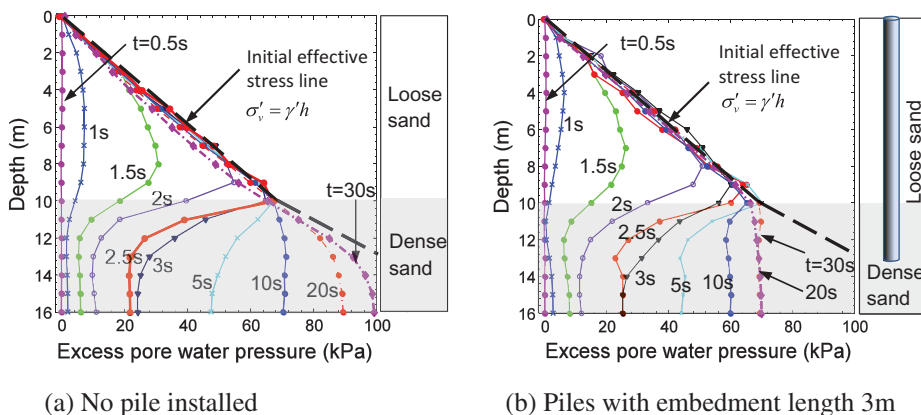 (a)
t=0.5s
Initial effective
stress line
σ′ᵥ = γ′h
1s
1.5s
2s
2.5s
3s
5s
10s
20s
t=30s
Loose
sand
Dense
sand
Depth (m)
0
2
4
6
8
10
12
14
16
0 20 40 60 80 100
Excess pore water pressure (kPa)
(b)
t=0.5s
Initial effective
stress line
σ′ᵥ = γ′h
1s
1.5s
2s
2.5s
3s
5s
10s
t=30s
20s
Loose sand
Dense
sand
Depth (m)
0
2
4
6
8
10
12
14
16
0 20 40 60 80 100
Excess pore water pressure (kPa)
(a) No pile installed
(b) Piles with embedment length 3m